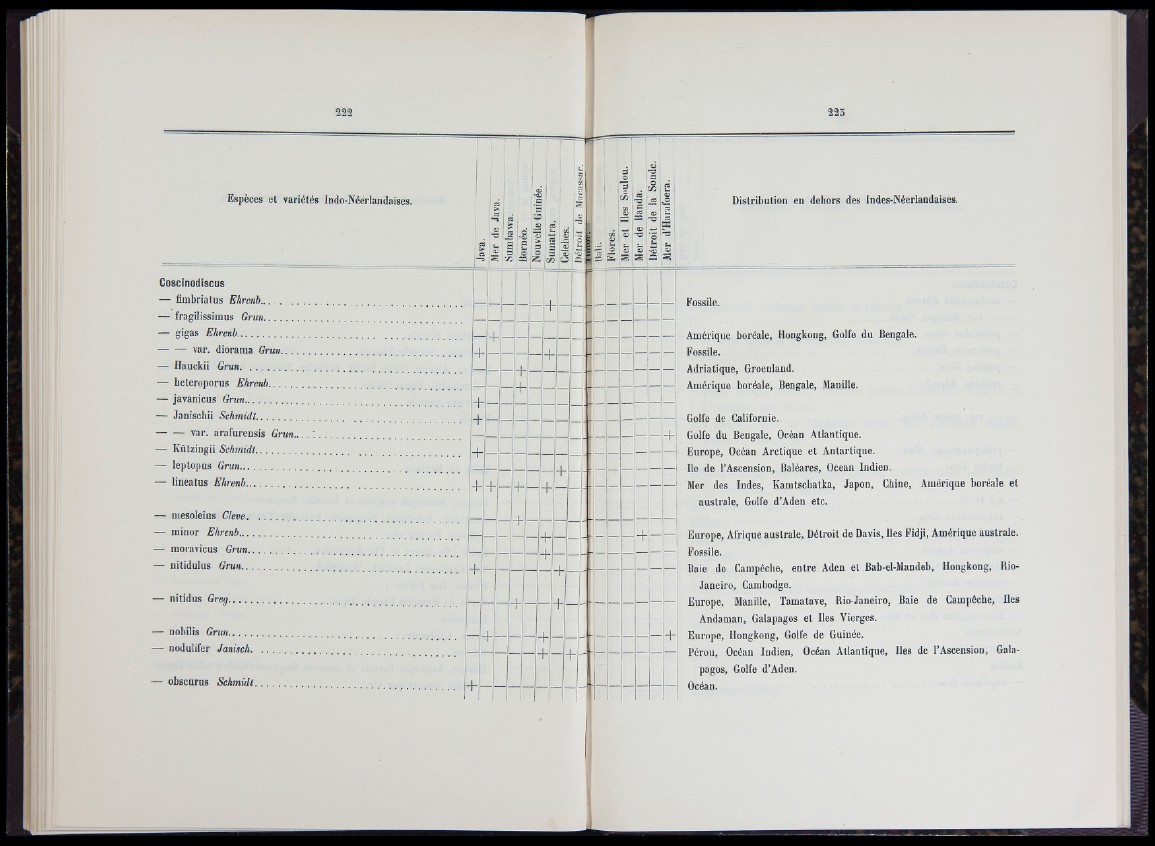 222
Espèces et variétés Indo-Néerlandaises.
Java.
Mer de Java.
Sumbawa.
Bornéo.
Nouvelle Guinée.
Sumatra.
Celebes.
Détroit de Macassar.
Coscinodiscus
— fimbriatus Ehrenb. — — — — — + — —
— fragilissimus Grun. — — — — — — — —
— gigas Ehrenb. — + — — — — — —
— — var. diorama Grun. + — — — — + — —
— Hauckii Grun. — — — + — — — —
— heteroporus Ehrenb. — — — + — — — —
— javanicus Grun. + — — — — — — —
— Janischii Schmidt. + — — — — — — —
— — var. arafurensis Grun. — — — — — — — —
— Kützingii Schmidt. + — — — — — — —
— leptopus Grun. — — — — — — + —
— lineatus Ehrenb. + + — + — + — —
— mesoleius Cleve. — — — + — — — —
— minor Ehrenb. — — — — — + — —
— moravicus Grun. — — — — — + — —
— nitidulus Grun. + — — — — — + —
— nitidus Greg. — — — + — — + —
— nobilis Grun. — + — — — + — —
— nodulifer Janisch. — — — — — + — +
— obscurus Schmidt. + — — — — — — —
223
Bali.
Flores.
Mer et Iles Soulou.
Mer de Banda.
Détroit de la Sonde.
Mer d'Harafoera.
Distribution en dehors des Indes-Néerlandaises.
Fossile.
Amérique boréale, Hongkong, Golfe du Bengale.
Fossile.
Adriatique, Groenland.
Amérique boréale, Bengale, Manille.
Golfe de Californie.
+ Golfe du Bengale, Océan Atlantique.
Europe, Océan Arctique et Antartique.
Ile de l'Ascension, Baléares, Ocean Indien.
Mer des Indes, Kamtschatka, Japon, Chine, Amérique boréale et
australe, Golfe d'Aden etc.
+ — — Europe, Afrique australe, Détroit de Davis, Iles Fidji, Amérique australe.
Fossile.
Baie de Campêche, entre Aden et Bab-el-Mandeb, Hongkong, Rio-
Janeiro, Cambodge.
Europe, Manille, Tamatave, Rio-Janeiro, Baie de Campêche, Iles
Andaman, Galapagos et Iles Vierges.
+ Europe, Hongkong, Golfe de Guinée.
Pérou, Océan Indien, Océan Atlantique, Iles de l'Ascension, Gala-
pagos, Golfe d'Aden.
Océan.